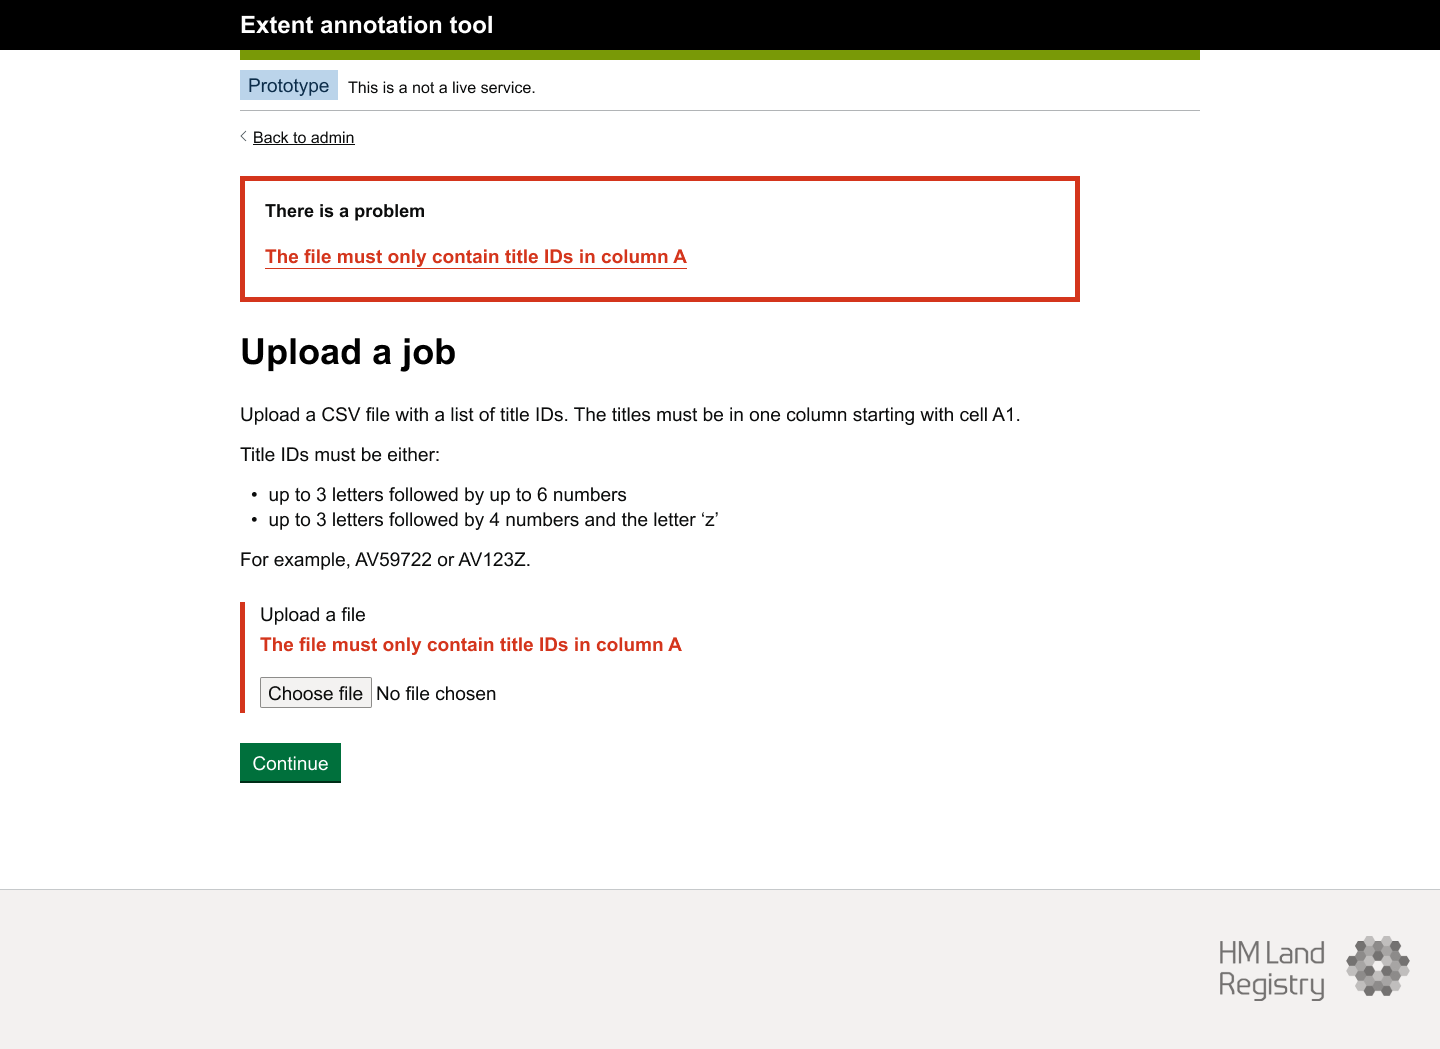 Extent annotation tool
Prototype This is a not a live service.
Back to admin
There is a problem
The file must only contain title IDs in column A
Upload a job
Upload a CSV file with a list of title IDs. The titles must be in one column starting with cell A1.
Title IDs must be either:
• up to 3 letters followed by up to 6 numbers
• up to 3 letters followed by 4 numbers and the letter ‘z’
For example, AV59722 or AV123Z.
Upload a file
The file must only contain title IDs in column A
Choose file No file chosen
Continue
HM Land
Registry